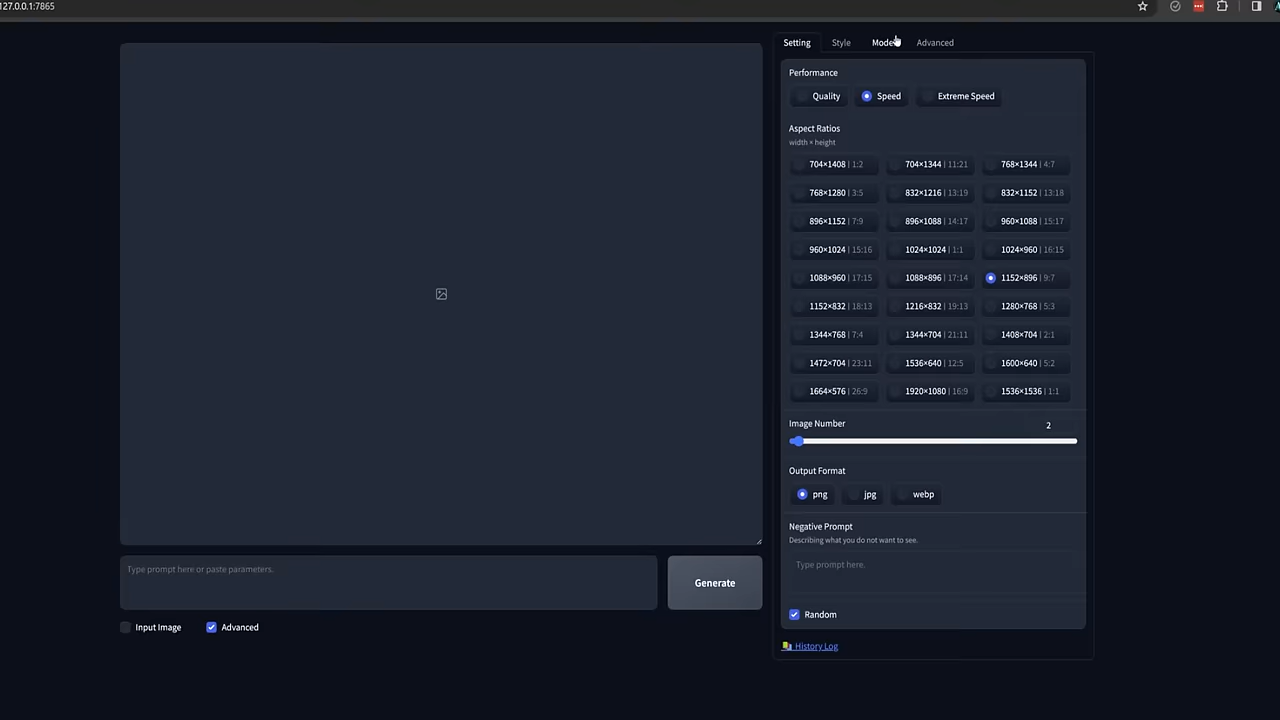 127.0.0.1:7865
Setting Style Advanced
Performance
Quality Speed Extreme Speed
Aspect Ratios
width × height
704×1408 | 1:2 704×1344 | 11:21 768×1344 | 4:7
768×1280 | 3:5 832×1216 | 13:19 832×1152 | 13:18
896×1152 | 7:9 896×1088 | 14:17 960×1088 | 15:17
960×1024 | 15:16 1024×1024 | 1:1 1024×960 | 16:15
1088×960 | 17:15 1088×896 | 17:14 1152×896 | 9:7
1152×832 | 18:13 1216×832 | 19:13 1280×768 | 5:3
1344×768 | 7:4 1344×704 | 21:11 1408×704 | 2:1
1472×704 | 23:11 1536×640 | 12:5 1600×640 | 5:2
1664×576 | 26:9 1920×1080 | 16:9 1536×1536 | 1:1
Image Number 2
Output Format
png jpg webp
Negative Prompt
Describing what you do not want to see.
Type prompt here.
Random
History Log
Type prompt here or paste parameters.
Generate
Input Image Advanced